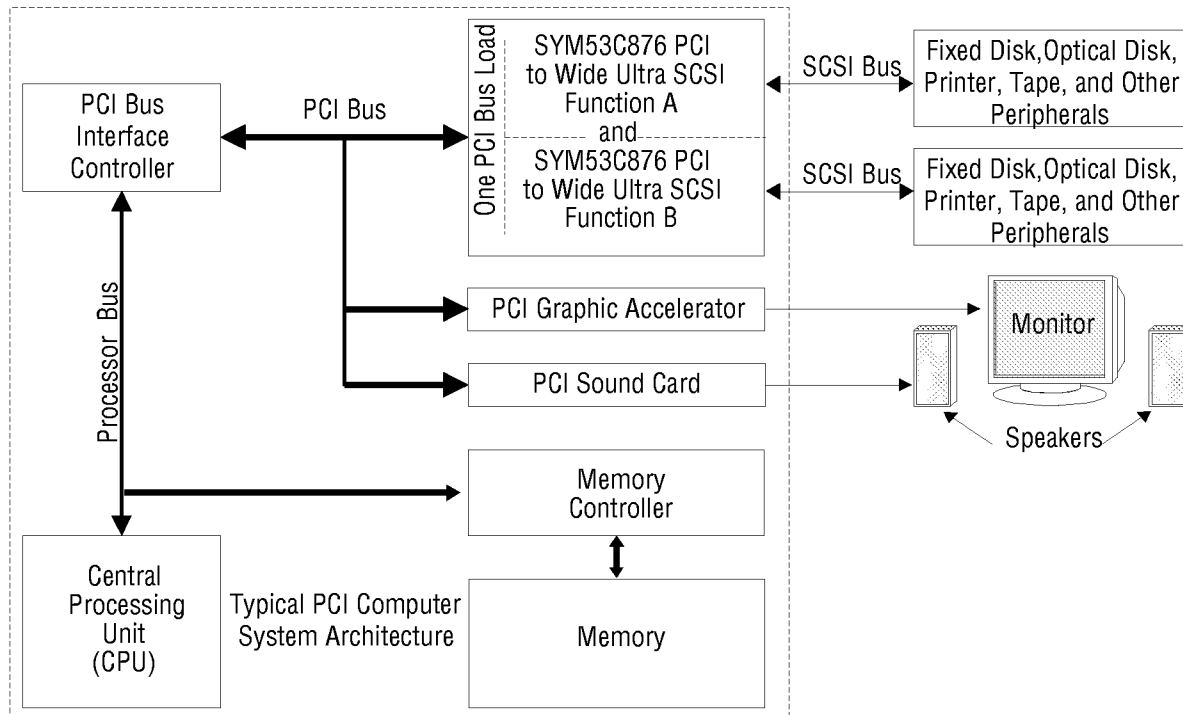 PCI Bus
Interface
Controller
PCI Bus
One PCI Bus Load
SYM53C876 PCI
to Wide Ultra SCSI
Function A
and
SYM53C876 PCI
to Wide Ultra SCSI
Function B
SCSI Bus
Fixed Disk,Optical Disk,
Printer, Tape, and Other
Peripherals
SCSI Bus
Fixed Disk,Optical Disk,
Printer, Tape, and Other
Peripherals
Processor Bus
PCI Graphic Accelerator
Monitor
PCI Sound Card
Speakers
Memory
Controller
Central
Processing
Unit
(CPU)
Typical PCI Computer
System Architecture
Memory